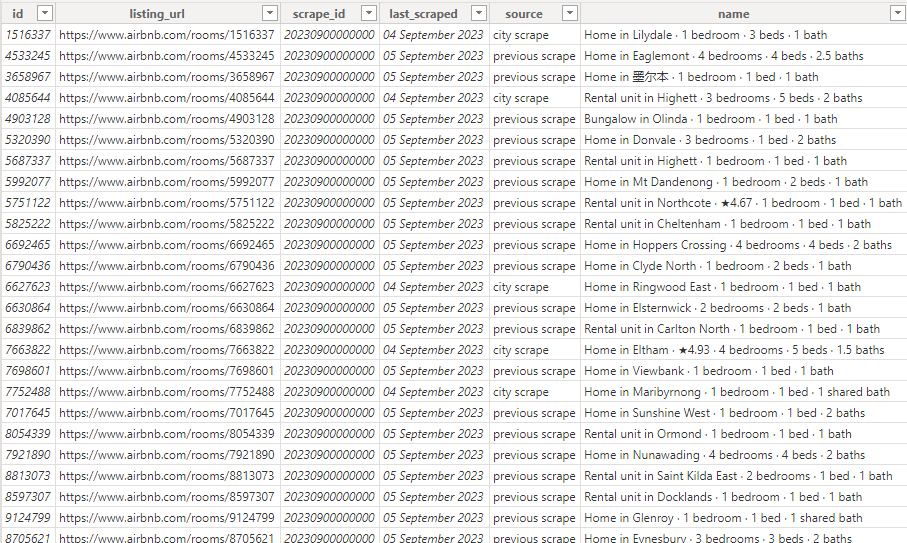 id listing_url scrape_id last_scraped source name
1516337 https://www.airbnb.com/rooms/1516337 20230900000000 04 September 2023 city scrape Home in Lilydale · 1 bedroom · 3 beds · 1 bath
4533245 https://www.airbnb.com/rooms/4533245 20230900000000 05 September 2023 previous scrape Home in Eaglemont · 4 bedrooms · 4 beds · 2.5 baths
3658967 https://www.airbnb.com/rooms/3658967 20230900000000 05 September 2023 previous scrape Home in 墨尔本 · 1 bedroom · 1 bed · 1 bath
4085644 https://www.airbnb.com/rooms/4085644 20230900000000 04 September 2023 city scrape Rental unit in Highett · 3 bedrooms · 5 beds · 2 baths
4903128 https://www.airbnb.com/rooms/4903128 20230900000000 05 September 2023 previous scrape Bungalow in Olinda · 1 bedroom · 1 bed · 1 bath
5320390 https://www.airbnb.com/rooms/5320390 20230900000000 05 September 2023 previous scrape Home in Donvale · 3 bedrooms · 1 bed · 2 baths
5687337 https://www.airbnb.com/rooms/5687337 20230900000000 05 September 2023 previous scrape Rental unit in Highett · 1 bedroom · 1 bed · 1 bath
5992077 https://www.airbnb.com/rooms/5992077 20230900000000 05 September 2023 previous scrape Home in Mt Dandenong · 1 bedroom · 2 beds · 1 bath
5751122 https://www.airbnb.com/rooms/5751122 20230900000000 05 September 2023 previous scrape Rental unit in Northcote · ★4.67 · 1 bedroom · 1 bed · 1 bath
5825222 https://www.airbnb.com/rooms/5825222 20230900000000 05 September 2023 previous scrape Rental unit in Cheltenham · 1 bedroom · 1 bed · 1 bath
6692465 https://www.airbnb.com/rooms/6692465 20230900000000 05 September 2023 previous scrape Home in Hoppers Crossing · 4 bedrooms · 4 beds · 2 baths
6790436 https://www.airbnb.com/rooms/6790436 20230900000000 05 September 2023 previous scrape Home in Clyde North · 1 bedroom · 2 beds · 1 bath
6627623 https://www.airbnb.com/rooms/6627623 20230900000000 04 September 2023 city scrape Home in Ringwood East · 1 bedroom · 1 bed · 1 bath
6630864 https://www.airbnb.com/rooms/6630864 20230900000000 05 September 2023 previous scrape Home in Elsternwick · 2 bedrooms · 2 beds · 1 bath
6839862 https://www.airbnb.com/rooms/6839862 20230900000000 05 September 2023 previous scrape Rental unit in Carlton North · 1 bedroom · 1 bed · 1 bath
7663822 https://www.airbnb.com/rooms/7663822 20230900000000 04 September 2023 city scrape Home in Eltham · ★4.93 · 4 bedrooms · 5 beds · 1.5 baths
7698601 https://www.airbnb.com/rooms/7698601 20230900000000 05 September 2023 previous scrape Home in Viewbank · 1 bedroom · 1 bed · 1 bath
7752488 https://www.airbnb.com/rooms/7752488 20230900000000 04 September 2023 city scrape Home in Maribyrnong · 1 bedroom · 1 bed · 1 shared bath
7017645 https://www.airbnb.com/rooms/7017645 20230900000000 05 September 2023 previous scrape Home in Sunshine West · 1 bedroom · 1 bed · 2 baths
8054339 https://www.airbnb.com/rooms/8054339 20230900000000 05 September 2023 previous scrape Rental unit in Ormond · 1 bedroom · 1 bed · 1 bath
7921890 https://www.airbnb.com/rooms/7921890 20230900000000 05 September 2023 previous scrape Home in Nunawading · 4 bedrooms · 4 beds · 2 baths
8813073 https://www.airbnb.com/rooms/8813073 20230900000000 05 September 2023 previous scrape Rental unit in Saint Kilda East · 2 bedrooms · 1 bed · 1 bath
8597307 https://www.airbnb.com/rooms/8597307 20230900000000 05 September 2023 previous scrape Rental unit in Docklands · 1 bedroom · 1 bed · 1 bath
9124799 https://www.airbnb.com/rooms/9124799 20230900000000 05 September 2023 previous scrape Home in Glenroy · 1 bedroom · 1 bed · 1 shared bath
8705621 https://www.airbnb.com/rooms/8705621 20230900000000 05 September 2023 previous scrape Home in Eynesbury · 3 bedrooms · 3 beds · 2 baths